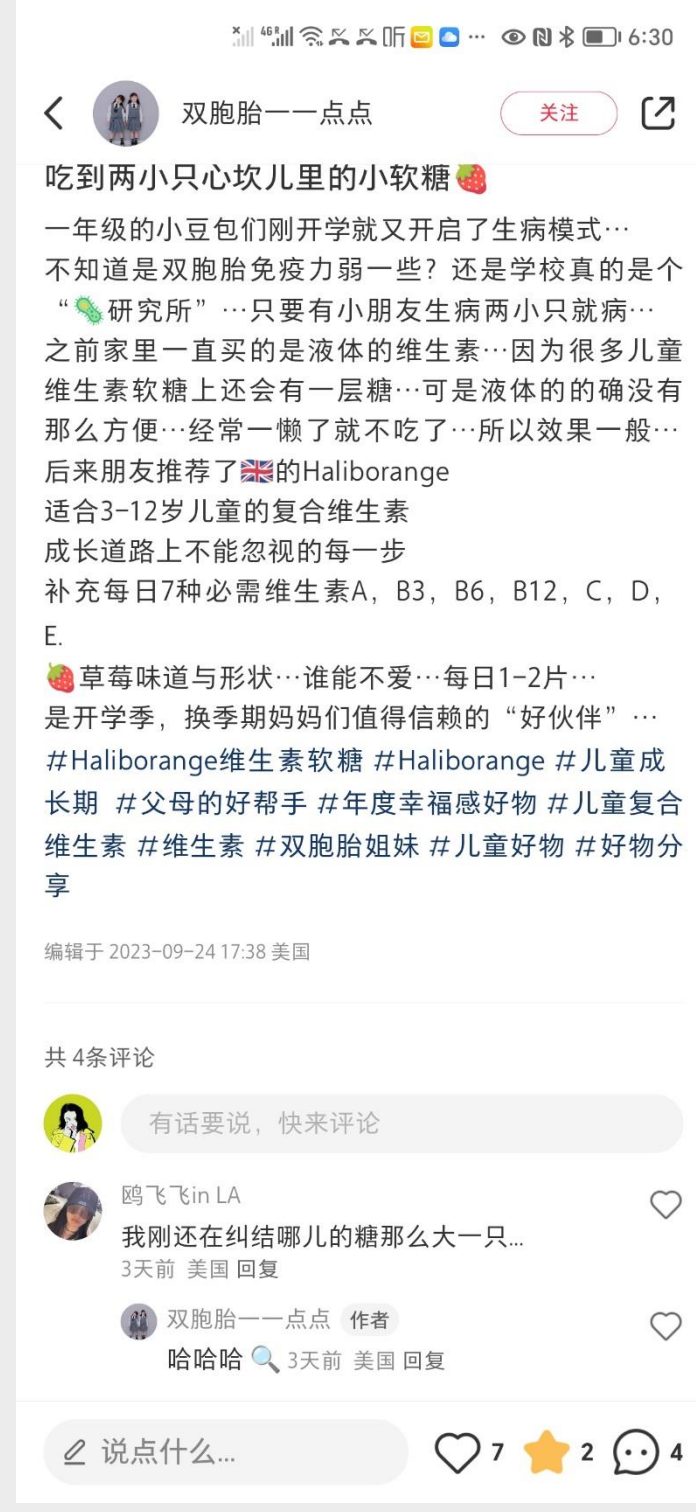 46R 听 ··· 6:30
双胞胎一一点点 关注
吃到两小只心坎儿里的小软糖🍓
一年级的小豆包们刚开学就又开启了生病模式…
不知道是双胞胎免疫力弱一些？还是学校真的是个
“🦠研究所”…只要有小朋友生病两小只就病…
之前家里一直买的是液体的维生素…因为很多儿童
维生素软糖上还会有一层糖…可是液体的的确没有
那么方便…经常一懒了就不吃了…所以效果一般…
后来朋友推荐了🇬🇧的Haliborange
适合3-12岁儿童的复合维生素
成长道路上不能忽视的每一步
补充每日7种必需维生素A，B3，B6，B12，C，D，
E.
🍓草莓味道与形状…谁能不爱…每日1-2片…
是开学季，换季期妈妈们值得信赖的“好伙伴”…
#Haliborange维生素软糖 #Haliborange #儿童成
长期 #父母的好帮手 #年度幸福感好物 #儿童复合
维生素 #维生素 #双胞胎姐妹 #儿童好物 #好物分
享
编辑于 2023-09-24 17:38 美国
共 4条评论
有话要说，快来评论
鸥飞飞in LA
我刚还在纠结哪儿的糖那么大一只...
3天前 美国 回复
双胞胎一一点点 作者
哈哈哈 🔍 3天前 美国 回复
说点什么... 7 2 4